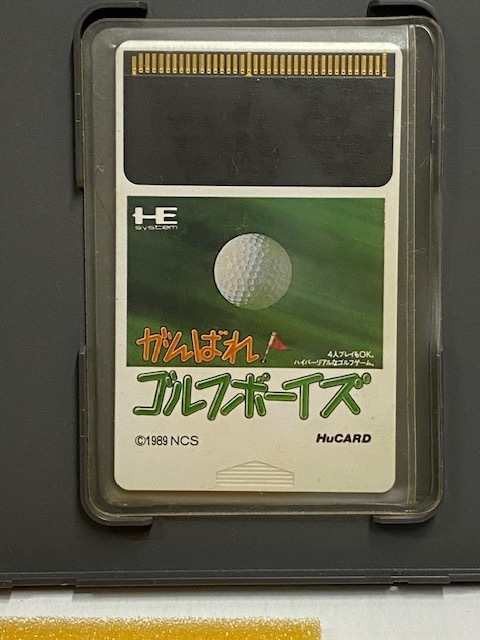 HE
system
がんばれ!
4人プレイもOK。
ハイパーリアルなゴルフゲーム。
ゴルフボーイズ
©1989 NCS
HuCARD